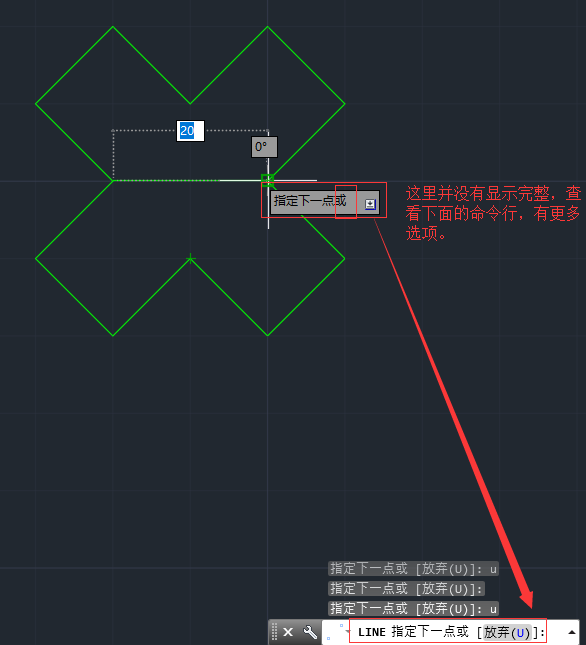 20
0°
指定下一点或
这里并没有显示完整，查
看下面的命令行，有更多
选项。
指定下一点或 [放弃(U)]: u
指定下一点或 [放弃(U)]:
指定下一点或 [放弃(U)]: u
LINE 指定下一点或 [放弃(U)]: